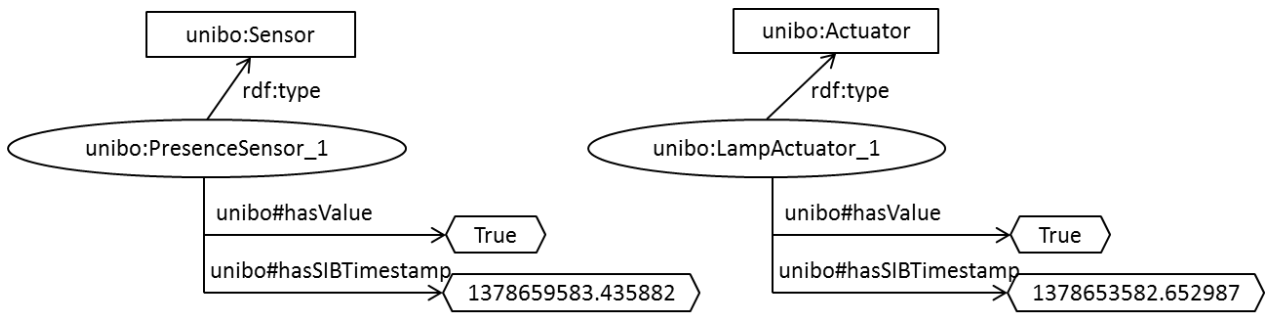 unibo:Sensor
rdf:type
unibo:PresenceSensor_1
unibo#hasValue
True
unibo#hasSIBTimestamp
1378659583.435882
unibo:Actuator
rdf:type
unibo:LampActuator_1
unibo#hasValue
True
unibo#hasSIBTimestamp
1378653582.652987